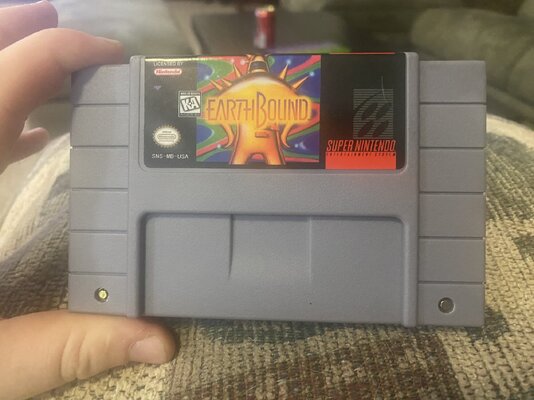 LICENSED BY
Nintendo
K-A
EARTHBOUND
SNS-MB-USA
SUPER NINTENDO
ENTERTAINMENT SYSTEM